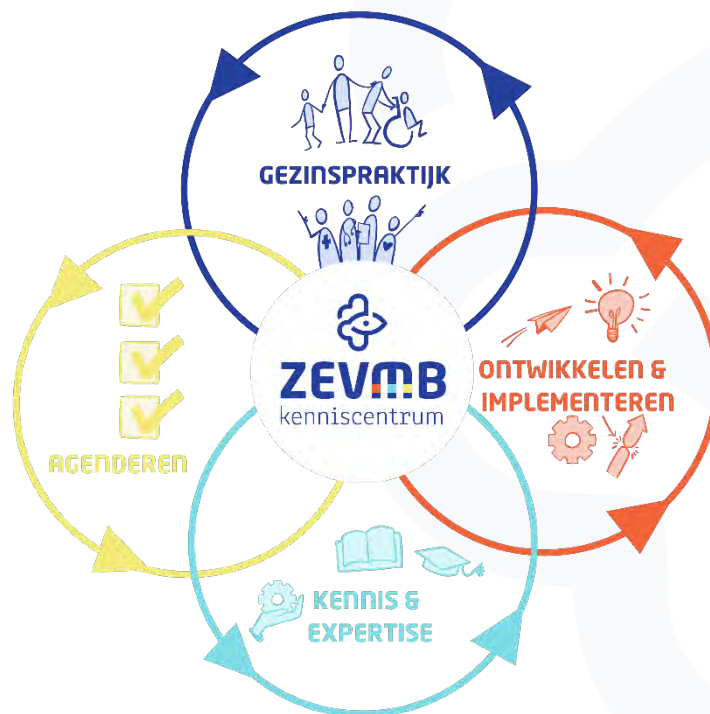 GEZINSPRAKTIJK
ZEVMB
kenniscentrum
ONTWIKKELEN &
IMPLEMENTEREN
AGENDEREN
KENNIS &
EXPERTISE